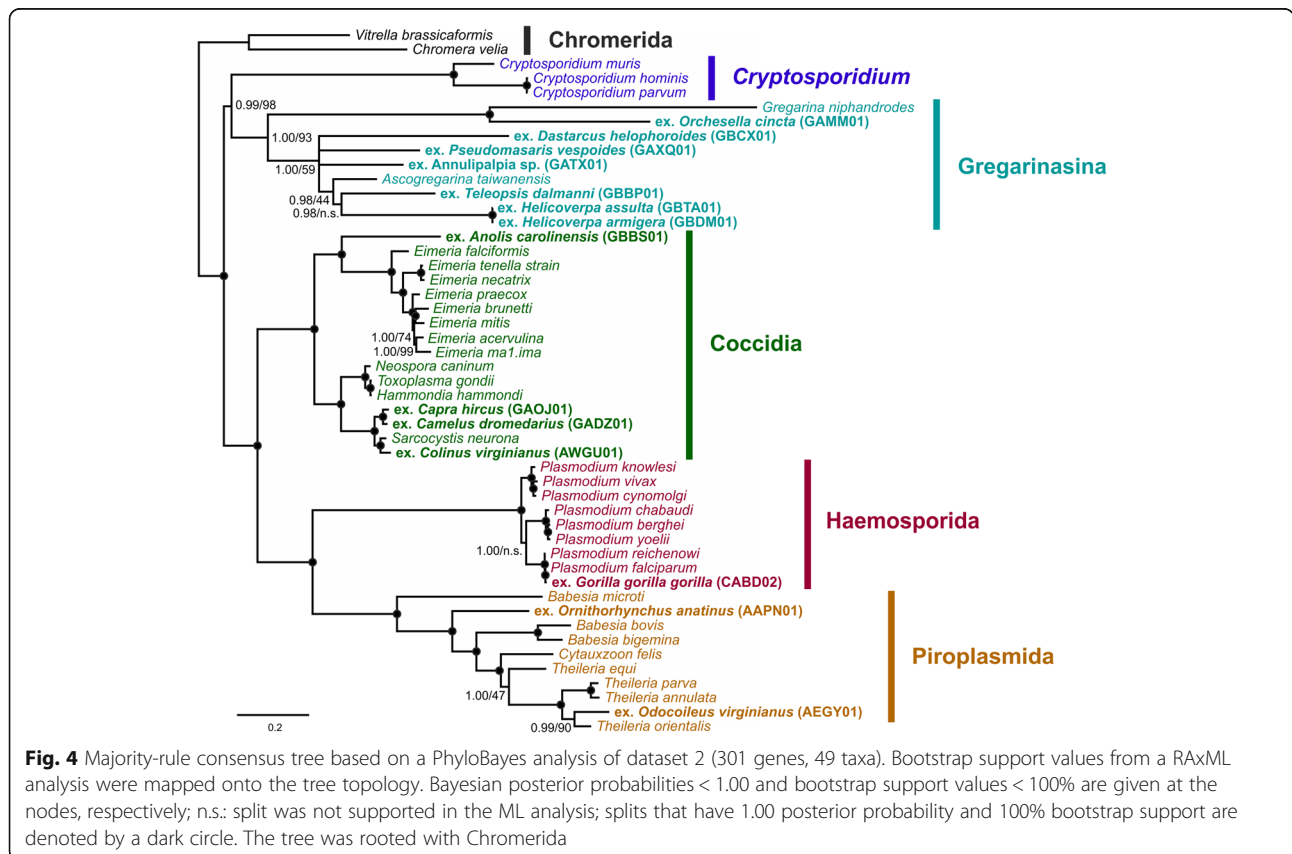 Vitrella brassicaformis
Chromera velia
Chromerida
Cryptosporidium muris
Cryptosporidium hominis
Cryptosporidium parvum
Cryptosporidium
0.99/98
Gregarina niphandrodes
ex. Orchesella cincta (GAMM01)
1.00/93
ex. Dastarcus helophoroides (GBCX01)
ex. Pseudomasaris vespoides (GAXQ01)
1.00/59
ex. Annulipalpia sp. (GATX01)
Ascogregarina taiwanensis
0.98/44
ex. Teleopsis dalmanni (GBBP01)
0.98/n.s.
ex. Helicoverpa assulta (GBTA01)
ex. Helicoverpa armigera (GBDM01)
Gregarinasina
ex. Anolis carolinensis (GBBS01)
Eimeria falciformis
Eimeria tenella strain
Eimeria necatrix
Eimeria praecox
Eimeria brunetti
Eimeria mitis
1.00/74
Eimeria acervulina
1.00/99
Eimeria ma1.ima
Neospora caninum
Toxoplasma gondii
Hammondia hammondi
ex. Capra hircus (GAOJ01)
ex. Camelus dromedarius (GADZ01)
Sarcocystis neurona
ex. Colinus virginianus (AWGU01)
Coccidia
Plasmodium knowlesi
Plasmodium vivax
Plasmodium cynomolgi
Plasmodium chabaudi
Plasmodium berghei
Plasmodium yoelii
1.00/n.s.
Plasmodium reichenowi
Plasmodium falciparum
ex. Gorilla gorilla gorilla (CABD02)
Haemosporida
Babesia microti
ex. Ornithorhynchus anatinus (AAPN01)
Babesia bovis
Babesia bigemina
Cytauxzoon felis
Theileria equi
1.00/47
Theileria parva
Theileria annulata
ex. Odocoileus virginianus (AEGY01)
0.99/90
Theileria orientalis
Piroplasmida
0.2
Fig. 4 Majority-rule consensus tree based on a PhyloBayes analysis of dataset 2 (301 genes, 49 taxa). Bootstrap support values from a RAxML
analysis were mapped onto the tree topology. Bayesian posterior probabilities < 1.00 and bootstrap support values < 100% are given at the
nodes, respectively; n.s.: split was not supported in the ML analysis; splits that have 1.00 posterior probability and 100% bootstrap support are
denoted by a dark circle. The tree was rooted with Chromerida